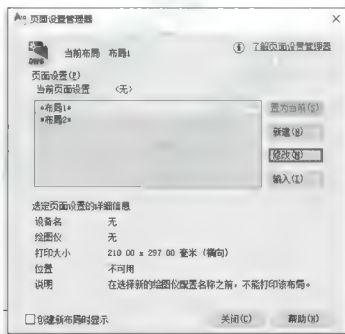 页面设置管理器
当前布局 布局1
了解页面设置管理器
DWG
页面设置(P)
当前页面设置 <无>
*布局1*
*布局2*
置为当前(S)
新建(N)
修改(M)
输入(I)
选定页面设置的详细信息
设备名 无
绘图仪 无
打印大小 210.00 x 297.00 毫米 (横向)
位置 不可用
说明 在选择新的绘图仪配置名称之前，不能打印该布局。
创建新布局时显示
关闭(C)
帮助(H)